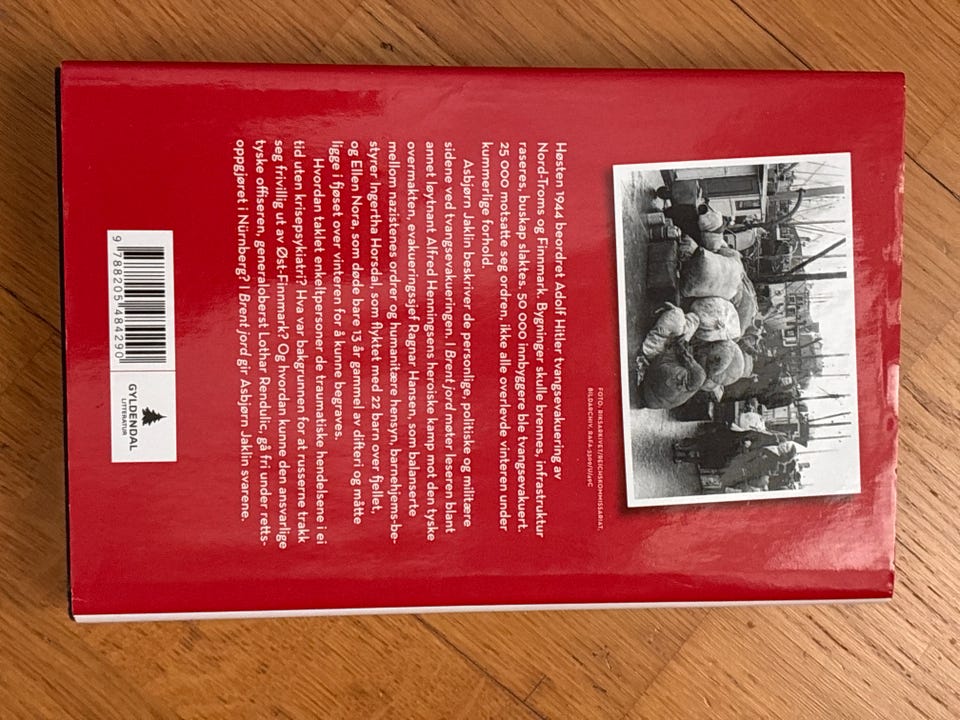 FOTO: RIKSARKIVET/REICHSKOMMISSARIAT,
BILDARCHIV, RAFA-3309/U/20C
Høsten 1944 beordret Adolf Hitler tvangsevakuering av
Nord-Troms og Finnmark. Bygninger skulle brennes, infrastruktur
raseres, buskap slaktes. 50 000 innbyggere ble tvangsevakuert.
25 000 motsatte seg ordren, ikke alle overlevde vinteren under
kummerlige forhold.
Asbjørn Jaklin beskriver de personlige, politiske og militære
sidene ved tvangsevakueringen. I Brent jord møter leseren blant
annet løytnant Alfred Henningsens heroiske kamp mot den tyske
overmakten, evakueringssjef Ragnar Hansen, som balanserte
mellom nazistenes ordrer og humanitære hensyn, barnehjems-be-
styrer Ingertha Horsdal, som flyktet med 22 barn over fjellet,
og Ellen Nora, som døde bare 13 år gammel av difteri og måtte
ligge i fjøset over vinteren for å kunne begraves.
Hvordan taklet enkeltpersoner de traumatiske hendelsene i ei
tid uten krisepsykiatri? Hva var bakgrunnen for at russerne trakk
seg frivillig ut av Øst-Finnmark? Og hvordan kunne den ansvarlige
tyske offiseren, generaloberst Lothar Rendulic, gå fri under retts-
oppgjøret i Nürnberg? I Brent jord gir Asbjørn Jaklin svarene.
9 788205 484290
GYLDENDAL
LITTERATUR